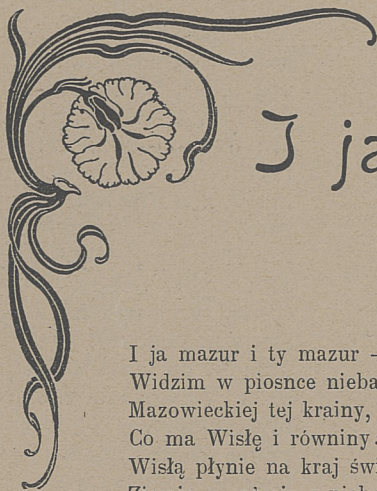 I ja
I ja mazur i ty mazur –
Widzim w piosnce nieba
Mazowieckiej tej krainy,
Co ma Wisłę i równiny.
Wisłą płynie na kraj świ